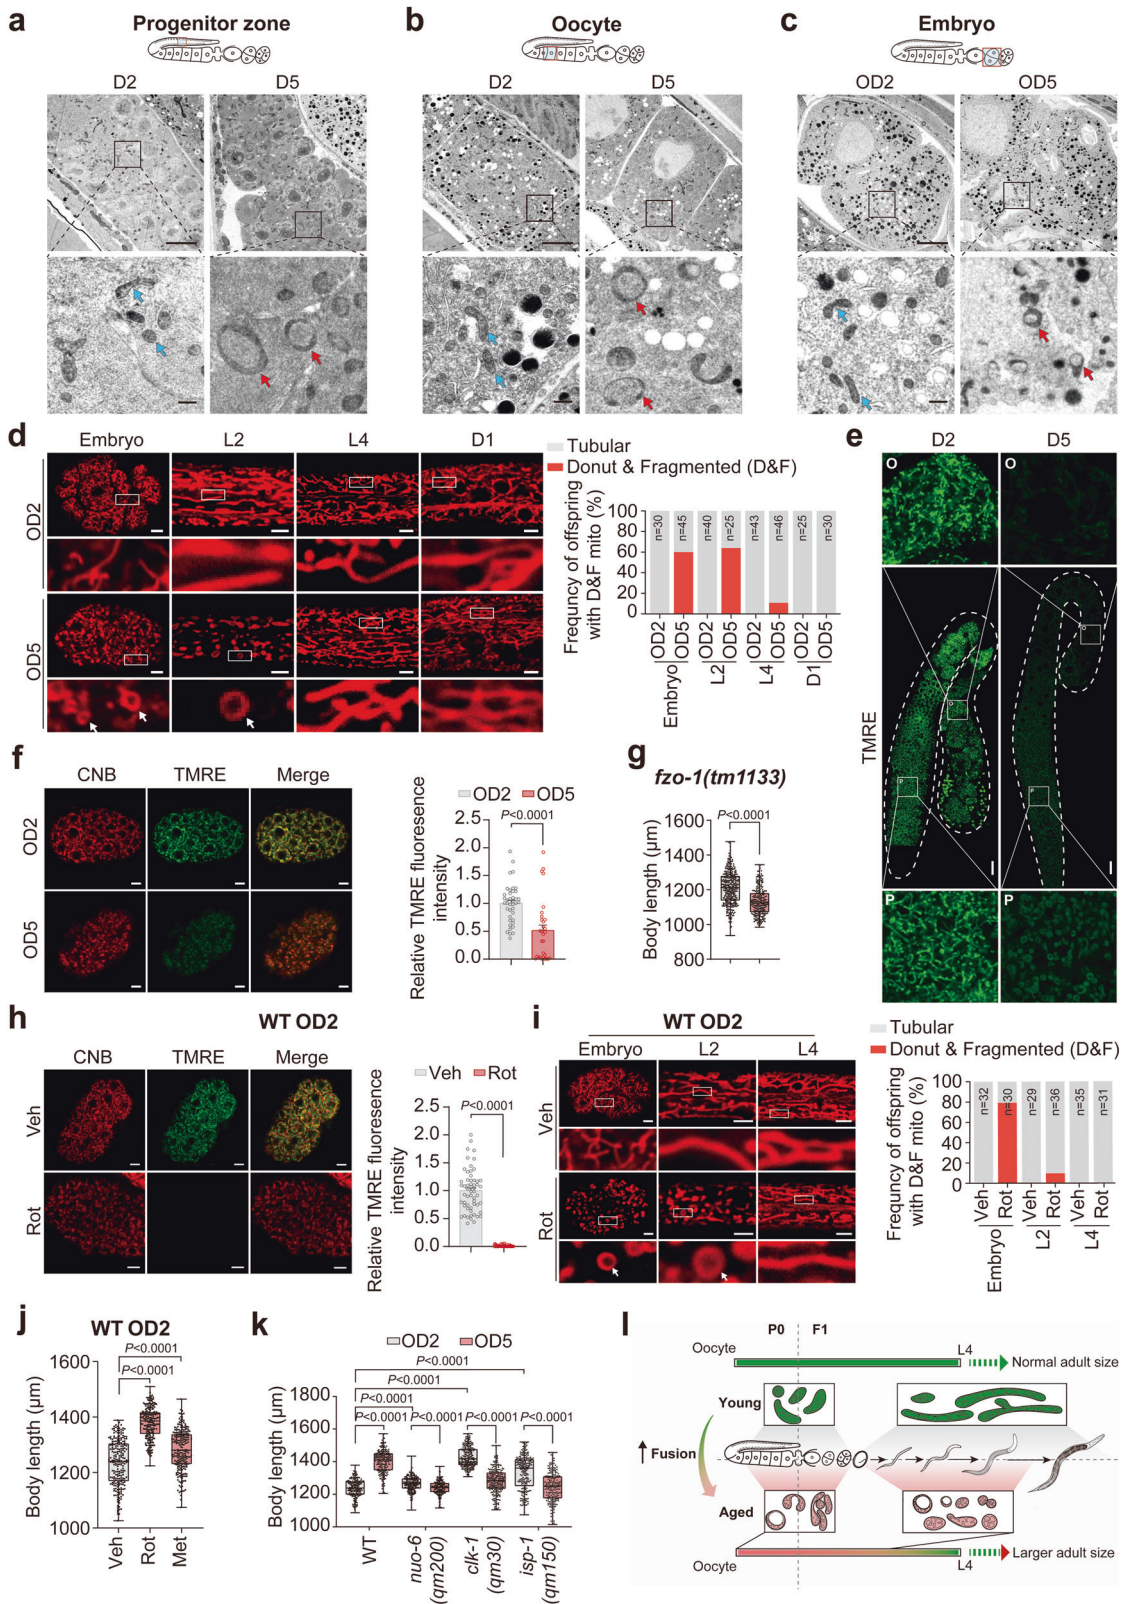 a
Progenitor zone
D2
D5
b
Oocyte
D2
D5
c
Embryo
OD2
OD5
d
Embryo
L2
L4
D1
OD2
OD5
Tubular
Donut & Fragmented (D&F)
Frequncy of offspring
with D&F mito (%)
100
80
60
40
20
0
n=30
n=45
n=40
n=25
n=43
n=46
n=25
n=30
OD2
OD5
OD2
OD5
OD2
OD5
OD2
OD5
Embryo
L2
L4
D1
e
D2
D5
O
O
TMRE
O
O
P
P
P
P
f
CNB
TMRE
Merge
OD2
OD5
OD2
OD5
Relative TMRE fluoresence
intensity
P<0.0001
2.5
2.0
1.5
1.0
0.5
0.0
g
fzo-1(tm1133)
P<0.0001
Body length (µm)
1600
1400
1200
1000
800
h
WT OD2
CNB
TMRE
Merge
Veh
Rot
Veh
Rot
Relative TMRE fluoresence
intensity
P<0.0001
2.5
2.0
1.5
1.0
0.5
0.0
i
WT OD2
Embryo
L2
L4
Veh
Rot
Tubular
Donut & Fragmented (D&F)
Frequncy of offspring
with D&F mito (%)
100
80
60
40
20
0
n=32
n=30
n=29
n=36
n=35
n=31
Veh
Rot
Veh
Rot
Veh
Rot
Embryo
L2
L4
j
WT OD2
P<0.0001
P<0.0001
Body length (µm)
1600
1400
1200
1000
Veh
Rot
Met
k
OD2
OD5
P<0.0001
P<0.0001
P<0.0001
P<0.0001
P<0.0001
P<0.0001
P<0.0001
Body length (µm)
1800
1600
1400
1200
1000
WT
nuo-6
(qm200)
clk-1
(qm30)
isp-1
(qm150)
l
P0
F1
Oocyte
L4
Normal adult size
Young
Fusion
Aged
Oocyte
L4
Larger adult size